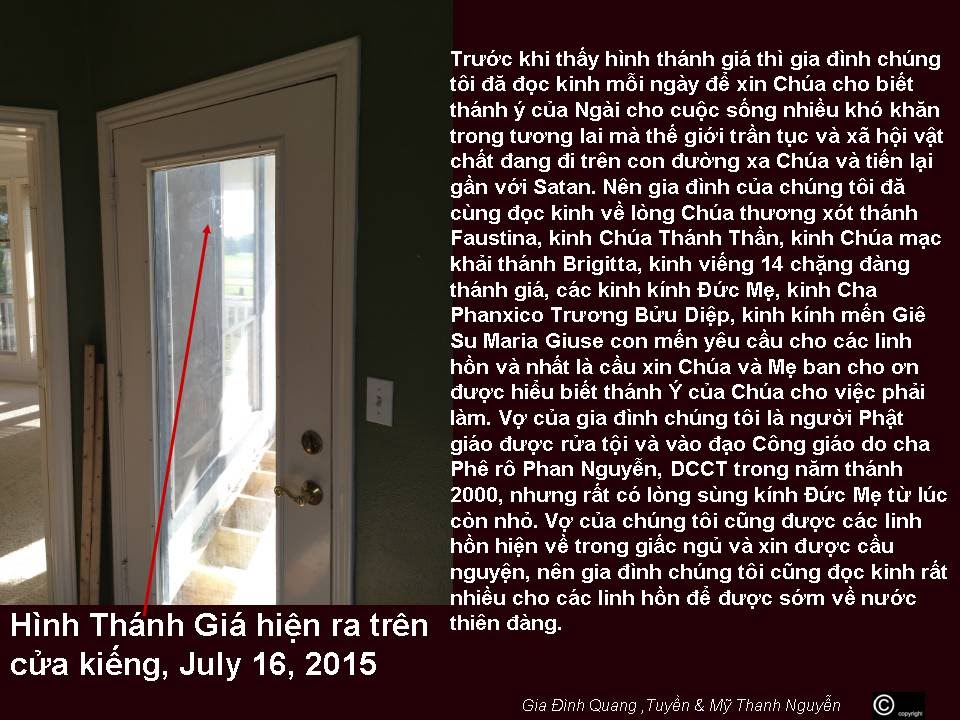 Trước khi thấy hình thánh giá thì gia đình chúng
tôi đã đọc kinh mỗi ngày để xin Chúa cho biết
thánh ý của Ngài cho cuộc sống nhiều khó khăn
trong tương lai mà thế giới trần tục và xã hội vật
chất đang đi trên con đường xa Chúa và tiến lại
gần với Satan. Nên gia đình của chúng tôi đã
cùng đọc kinh về lòng Chúa thương xót thánh
Faustina, kinh Chúa Thánh Thần, kinh Chúa mạc
khải thánh Brigitta, kinh viếng 14 chặng đàng
thánh giá, các kinh kính Đức Mẹ, kinh Cha
Phanxico Trương Bửu Diệp, kinh kính mến Giê
Su Maria Giuse con mến yêu cầu cho các linh
hồn và nhất là cầu xin Chúa và Mẹ ban cho ơn
được hiểu biết thánh Ý của Chúa cho việc phải
làm. Vợ của gia đình chúng tôi là người Phật
giáo được rửa tội và vào đạo Công giáo do cha
Phê rô Phan Nguyễn, DCCT trong năm thánh
2000, nhưng rất có lòng sùng kính Đức Mẹ từ lúc
còn nhỏ. Vợ của chúng tôi cũng được các linh
hồn hiện về trong giấc ngủ và xin được cầu
nguyện, nên gia đình chúng tôi cũng đọc kinh rất
nhiều cho các linh hồn để được sớm về nước
thiên đàng.
Hình Thánh Giá hiện ra trên
cửa kiếng, July 16, 2015
Gia Đình Quang ,Tuyền & Mỹ Thanh Nguyễn
© copyright